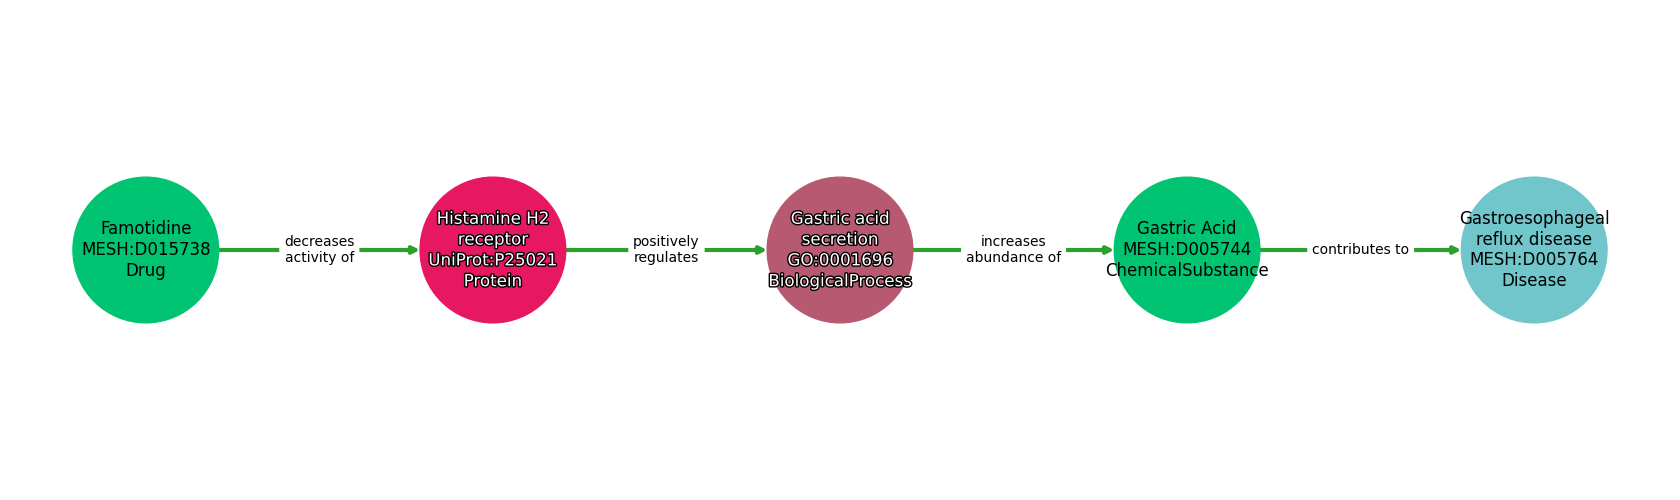 Famotidine
MESH:D015738
Drug
decreases
activity of
Histamine H2
receptor
UniProt:P25021
Protein
positively
regulates
Gastric acid
secretion
GO:0001696
BiologicalProcess
increases
abundance of
Gastric Acid
MESH:D005744
ChemicalSubstance
contributes to
Gastroesophageal
reflux disease
MESH:D005764
Disease